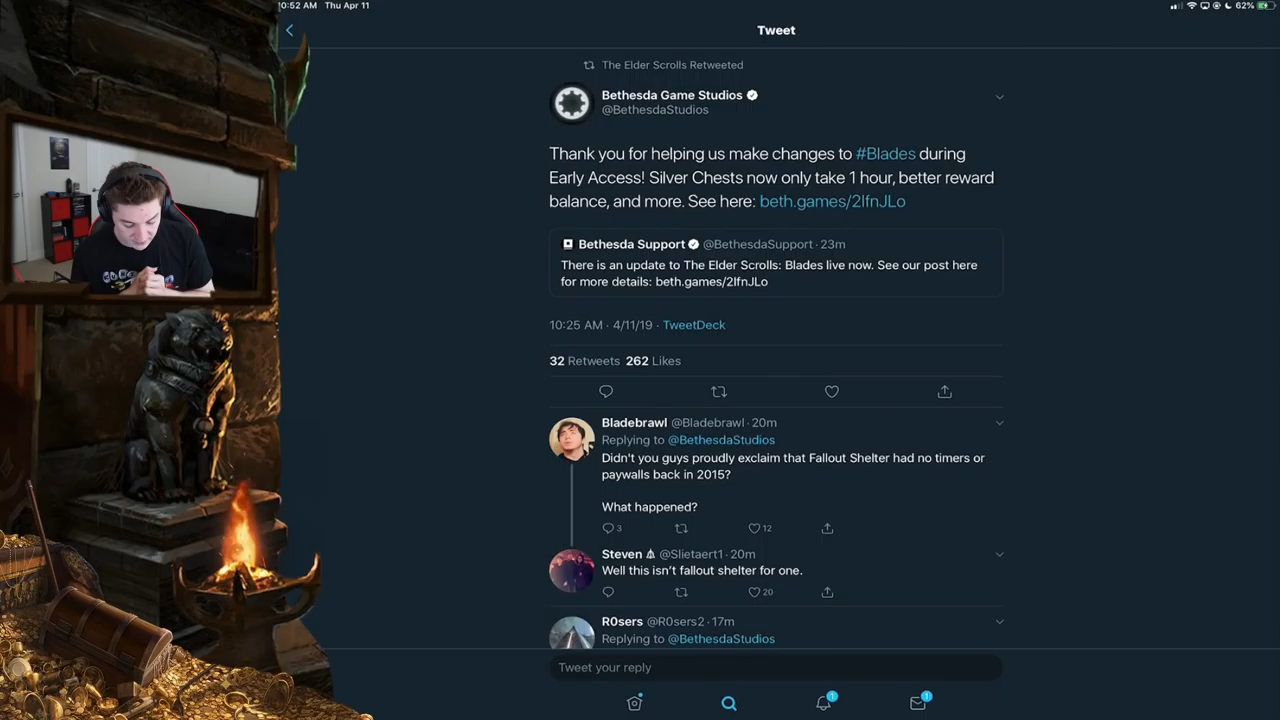 0:52 AM Thu Apr 11
62%
Tweet
The Elder Scrolls Retweeted
Bethesda Game Studios
@BethesdaStudios
Thank you for helping us make changes to #Blades during
Early Access! Silver Chests now only take 1 hour, better reward
balance, and more. See here: beth.games/2IfnJLo
Bethesda Support @BethesdaSupport · 23m
There is an update to The Elder Scrolls: Blades live now. See our post here
for more details: beth.games/2IfnJLo
10:25 AM · 4/11/19 · TweetDeck
32 Retweets 262 Likes
Bladebrawl @Bladebrawl · 20m
Replying to @BethesdaStudios
Didn't you guys proudly exclaim that Fallout Shelter had no timers or
paywalls back in 2015?
What happened?
3 12
Steven @Slietaert1 · 20m
Well this isn't fallout shelter for one.
20
R0sers @R0sers2 · 17m
Replying to @BethesdaStudios
Tweet your reply
1 1